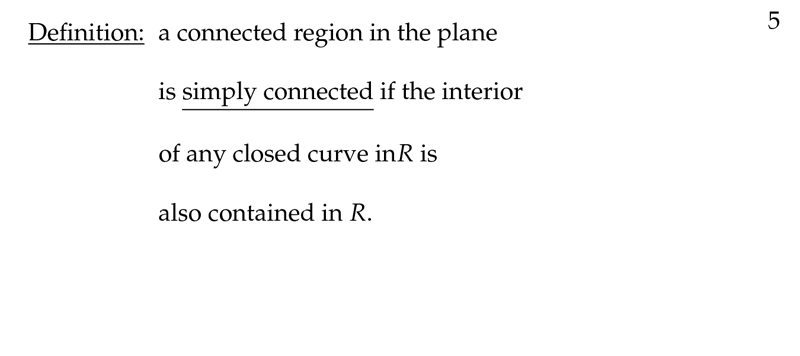 Definition: a connected region in the plane 5
is simply connected if the interior
of any closed curve inR is
also contained in R.